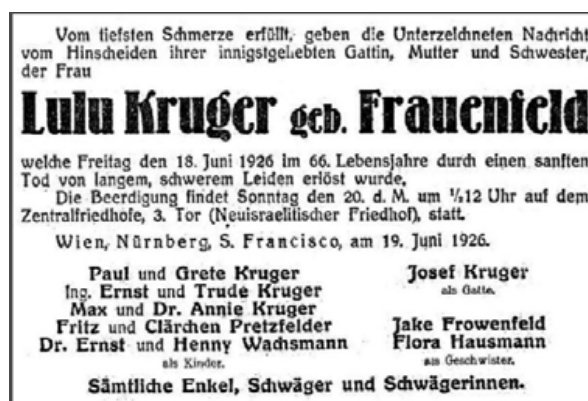 Vom tiefsten Schmerze erfüllt, geben die Unterzeichneten Nachricht
vom Hinscheiden ihrer innigstgeliebten Gattin, Mutter und Schwester,
der Frau
Lulu Kruger geb. Frauenfeld
welche Freitag den 18. Juni 1926 im 66. Lebensjahre durch einen sanften
Tod von langem, schwerem Leiden erlöst wurde.
Die Beerdigung findet Sonntag den 20. d. M. um ½12 Uhr auf dem
Zentralfriedhofe, 3. Tor (Neuisraelitischer Friedhof), statt.
Wien, Nürnberg, S. Francisco, am 19. Juni 1926.
Paul und Grete Kruger
Ing. Ernst und Trude Kruger
Max und Dr. Annie Kruger
Fritz und Clärchen Pretzfelder
Dr. Ernst und Henny Wachsmann
als Kinder.
Josef Kruger
als Gatte.
Jake Frowenfeld
Flora Hausmann
als Geschwister.
Sämtliche Enkel, Schwäger und Schwägerinnen.